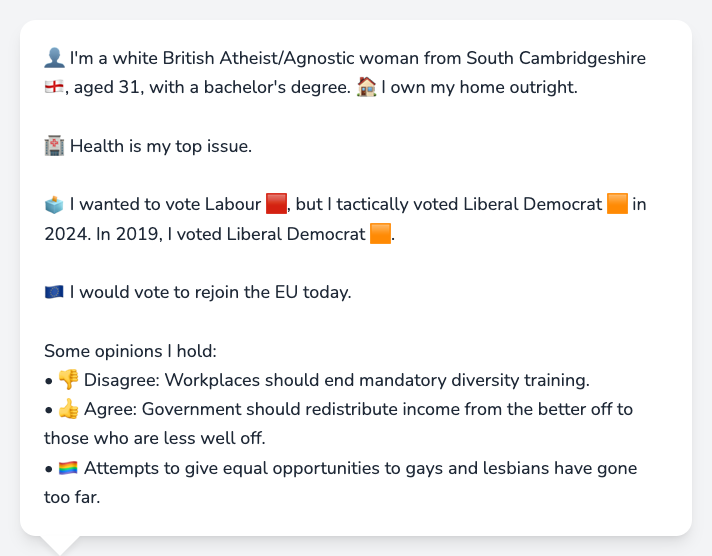 👤 I'm a white British Atheist/Agnostic woman from South Cambridgeshire
🏴󠁧󠁢󠁥󠁮󠁧󠁿, aged 31, with a bachelor's degree. 🏠 I own my home outright.
🏥 Health is my top issue.
🗳️ I wanted to vote Labour 🟥, but I tactically voted Liberal Democrat 🟧 in
2024. In 2019, I voted Liberal Democrat 🟧.
🇪🇺 I would vote to rejoin the EU today.
Some opinions I hold:
• 👎 Disagree: Workplaces should end mandatory diversity training.
• 👍 Agree: Government should redistribute income from the better off to
those who are less well off.
• 🏳️‍🌈 Attempts to give equal opportunities to gays and lesbians have gone
too far.